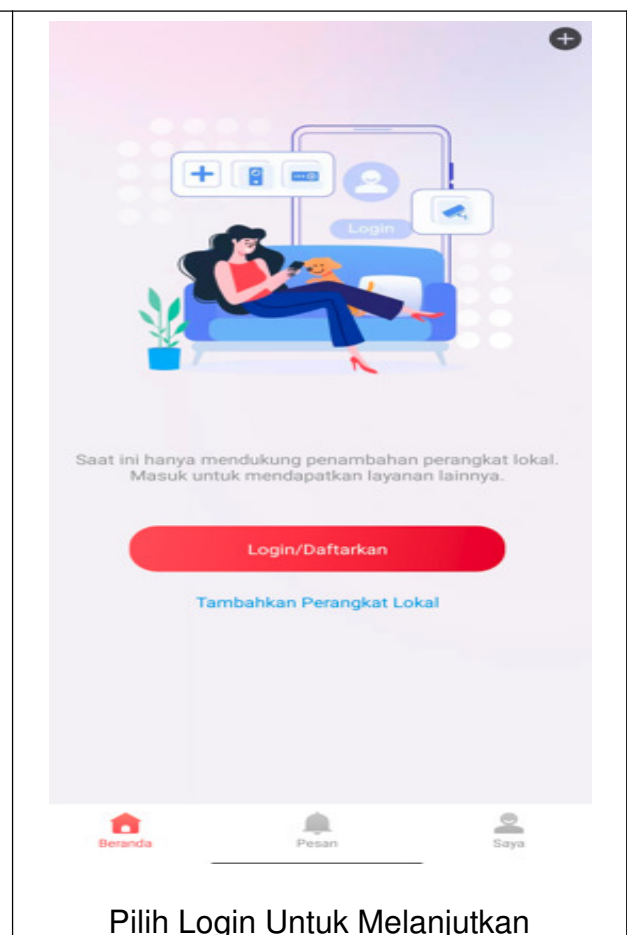 Login
Saat ini hanya mendukung penambahan perangkat lokal.
Masuk untuk mendapatkan layanan lainnya.
Login/Daftarkan
Tambahkan Perangkat Lokal
Beranda
Pesan
Saya
Pilih Login Untuk Melanjutkan